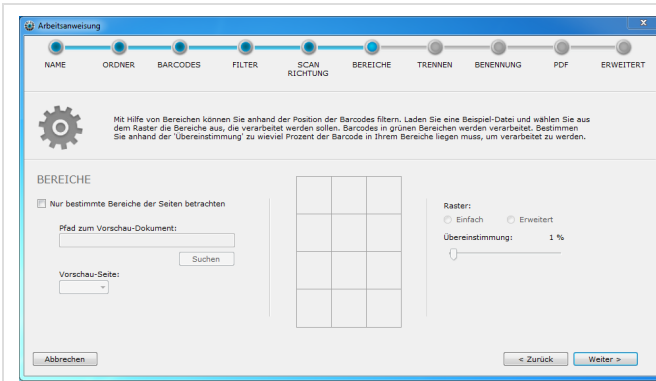 Arbeitsanweisung
NAME
ORDNER
BARCODES
FILTER
SCAN
RICHTUNG
BEREICHE
TRENNEN
BENENNUNG
PDF
ERWEITERT
Mit Hilfe von Bereichen können Sie anhand der Position der Barcodes filtern. Laden Sie eine Beispiel-Datei und wählen Sie aus
dem Raster die Bereiche aus, die verarbeitet werden sollen. Barcodes in grünen Bereichen werden verarbeitet. Bestimmen
Sie anhand der 'Übereinstimmung' zu wieviel Prozent der Barcode in Ihrem Bereiche liegen muss, um verarbeitet zu werden.
BEREICHE
Nur bestimmte Bereiche der Seiten betrachten
Pfad zum Vorschau-Dokument:
Suchen
Vorschau-Seite:
Raster:
Einfach Erweitert
Übereinstimmung: 1 %
Abbrechen
< Zurück
Weiter >